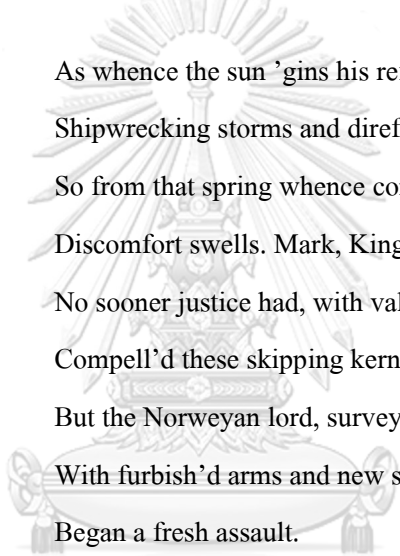 As whence the sun ’gins his
Shipwrecking storms and
So from that spring whence
Discomfort swells. Mark, King
No sooner justice had, with
Compell’d these skipping
But the Norweyan lord,
With furbish’d arms and new
Began a fresh assault.